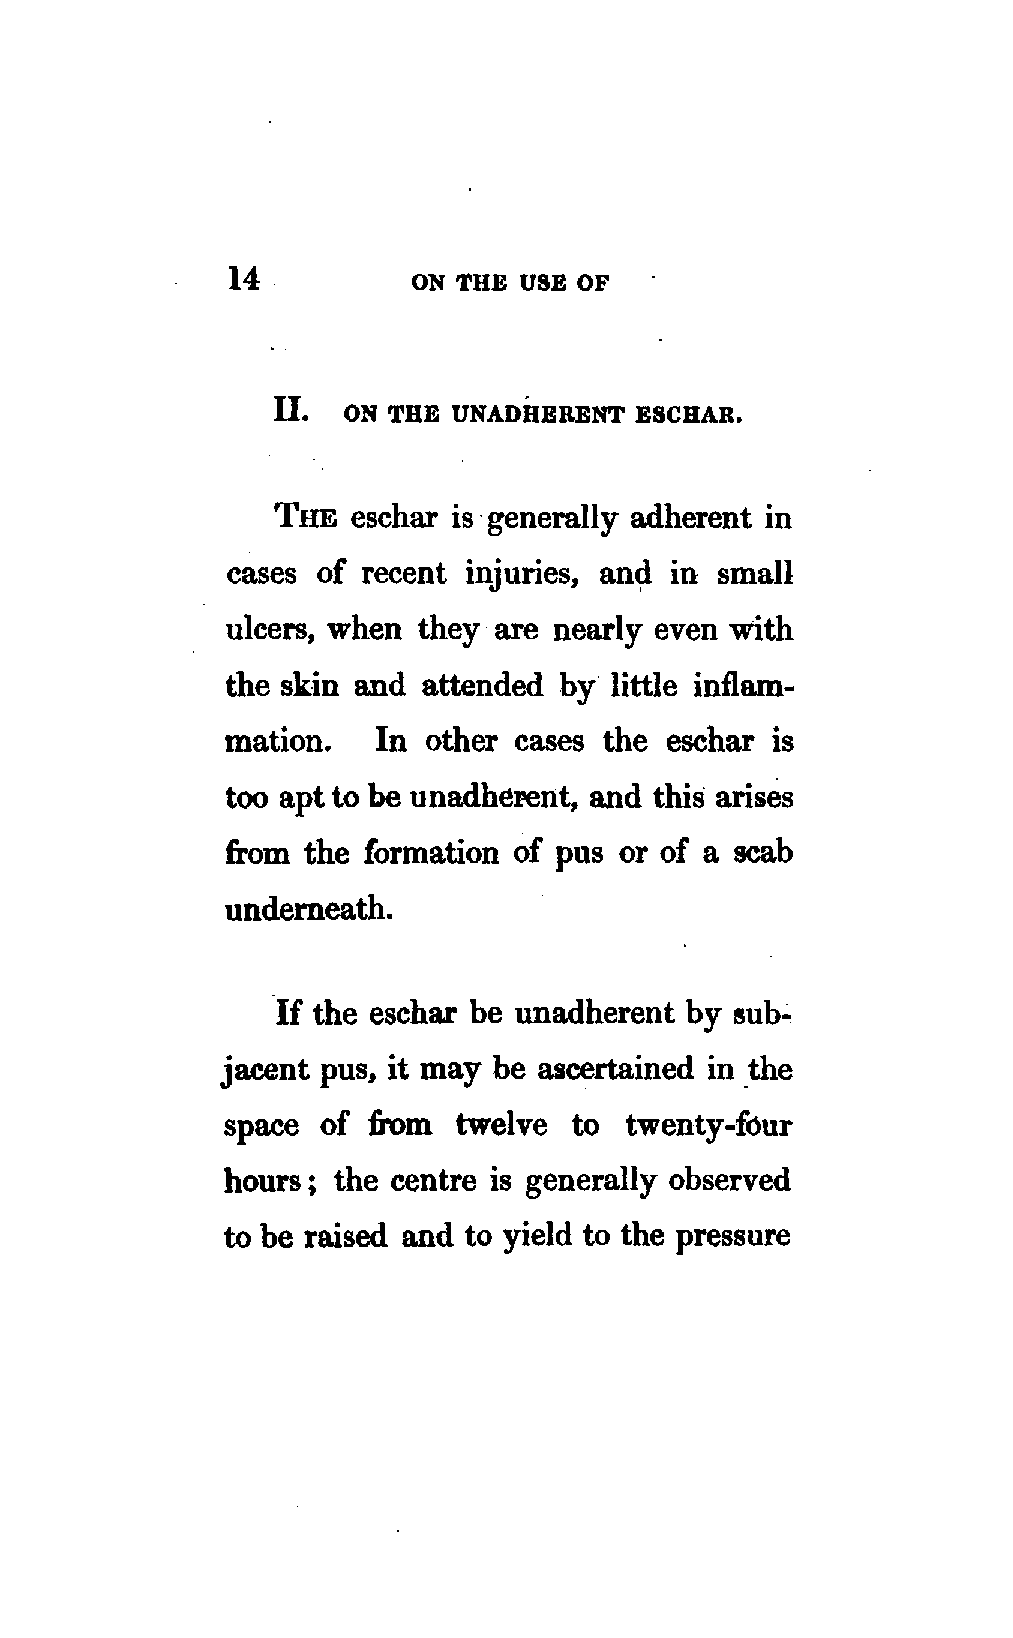 14 ON THE USE OF
II. ON THE UNADHERENT ESCHAR.
THE eschar is generally adherent in
cases of recent injuries, and in small
ulcers, when they are nearly even with
the skin and attended by little inflam-
mation. In other cases the eschar is
too apt to be unadherent, and this arises
from the formation of pus or of a scab
underneath.
If the eschar be unadherent by sub-
jacent pus, it may be ascertained in the
space of from twelve to twenty-four
hours; the centre is generally observed
to be raised and to yield to the pressure